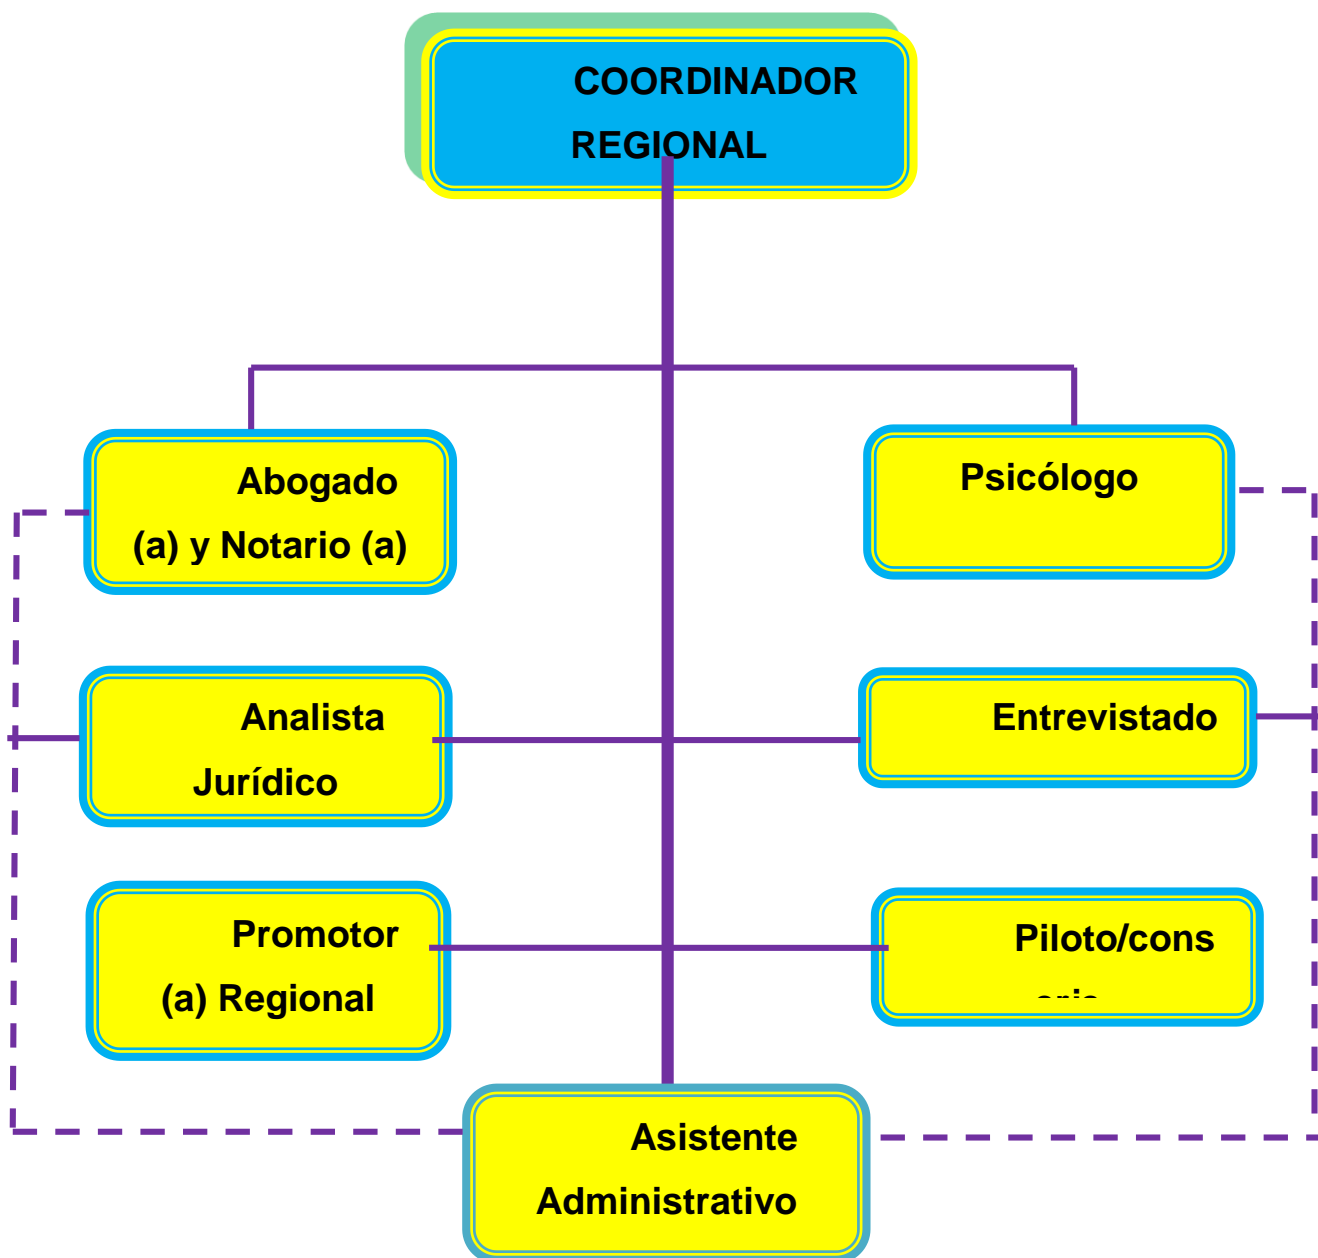 COORDINADOR
REGIONAL
Abogado
(a) y Notario (a)
Psicólogo
Analista
Jurídico
Entrevistado
Promotor
(a) Regional
Piloto/cons
Asistente
Administrativo